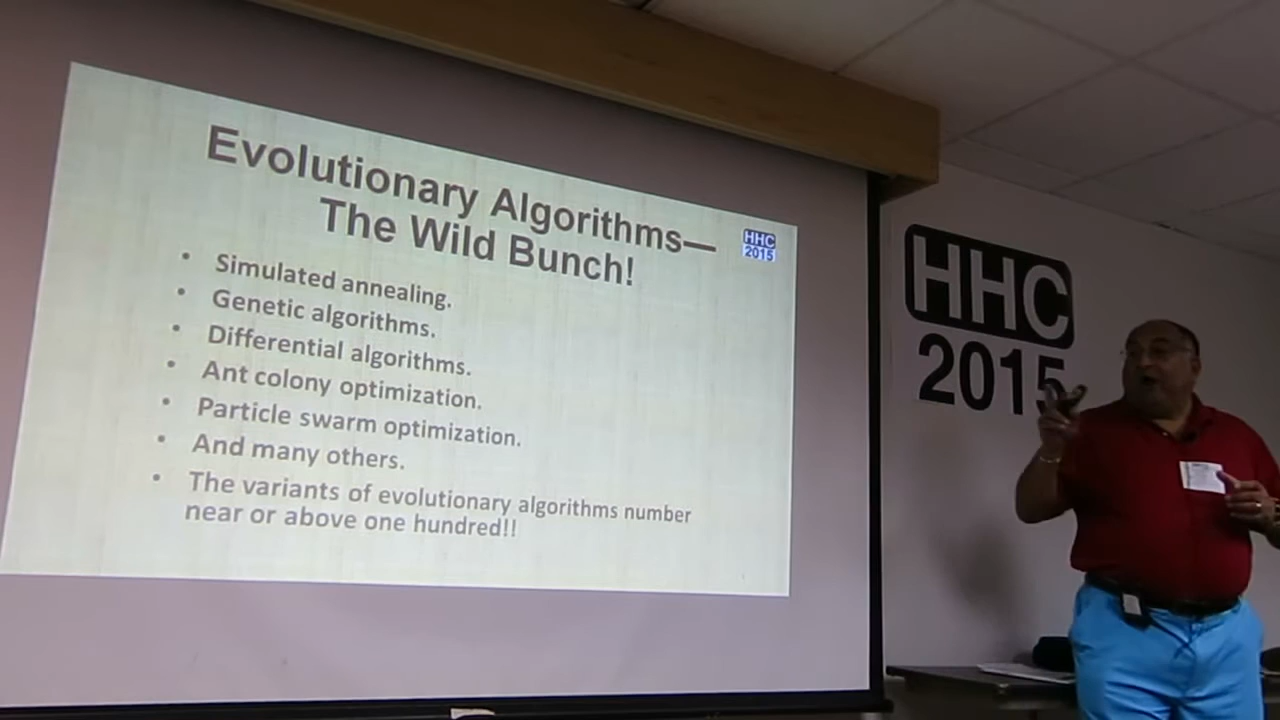 Evolutionary Algorithms—
The Wild Bunch!
HHC
2015
• Simulated annealing.
• Genetic algorithms.
• Differential algorithms.
• Ant colony optimization.
• Particle swarm optimization.
• And many others.
• The variants of evolutionary algorithms number
near or above one hundred!!
HHC
2015